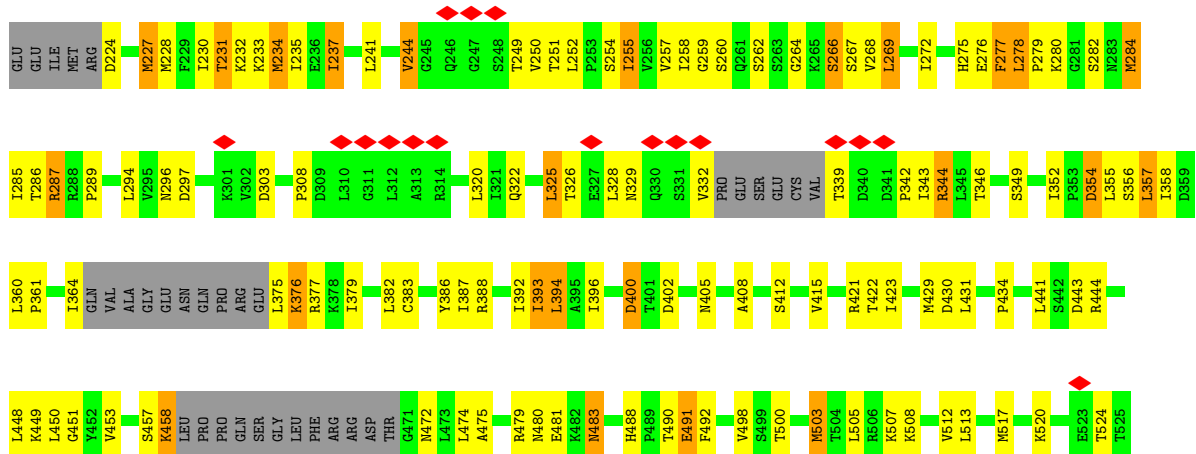 GLU GLU ILE MET ARG D224 M227 M228 F229 I230 T231 K232 K233 M234 I235 E236 I237 L241 V244 G245 Q246 G247 S248 T249 V250 T251 L252 P253 S254 I255 V256 V257 I258 G259 S260 Q261 S262 S263 G264 K265 S266 S267 V268 L269 I272 H275 E276 F277 L278 P279 K280 G281 S282 N283 M284
I285 T286 R287 R288 P289 L294 V295 N296 D297 K301 V302 D303 P308 D309 L310 G311 L312 A313 R314 L320 I321 Q322 L325 T326 E327 L328 N329 Q330 S331 V332 PRO GLU SER GLU CYS VAL T339 D340 D341 P342 I343 R344 L345 T346 S349 I352 P353 D354 L355 S356 L357 I358 D359
L360 P361 I364 GLN VAL ALA GLY GLU ASN GLN PRO ARG GLU L375 K376 R377 K378 I379 L382 C383 Y386 I387 R388 I392 I393 L394 A395 I396 D400 T401 D402 N405 A408 S412 V415 R421 T422 I423 M429 D430 L431 P434 L441 S442 D443 R444
L448 K449 L450 G451 Y452 V453 S457 K458 LEU PRO PRO GLN SER GLY LEU PHE ARG ARG ASP THR G471 N472 L473 L474 A475 R479 N480 E481 K482 N483 H488 P489 T490 E491 F492 V498 S499 T500 M503 T504 L505 R506 K507 K508 V512 L513 M517 K520 E523 T524 T525